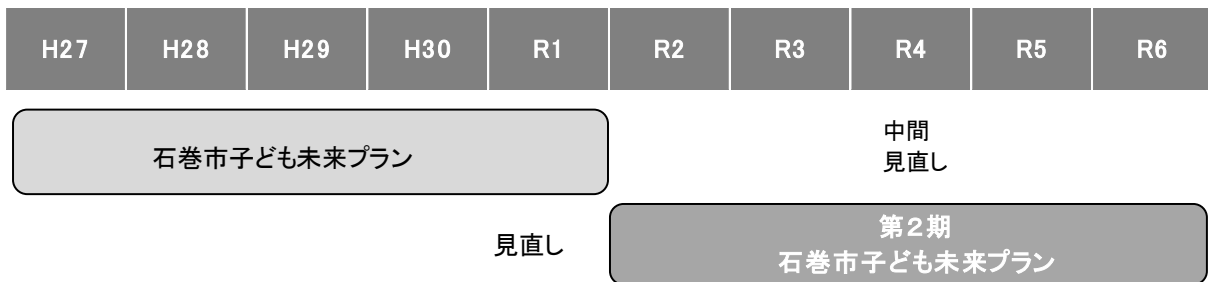 H27 H28 H29 H30 R1 R2 R3 R4 R5 R6
石巻市子ども未来プラン
中間
見直し
見直し
第２期
石巻市子ども未来プラン